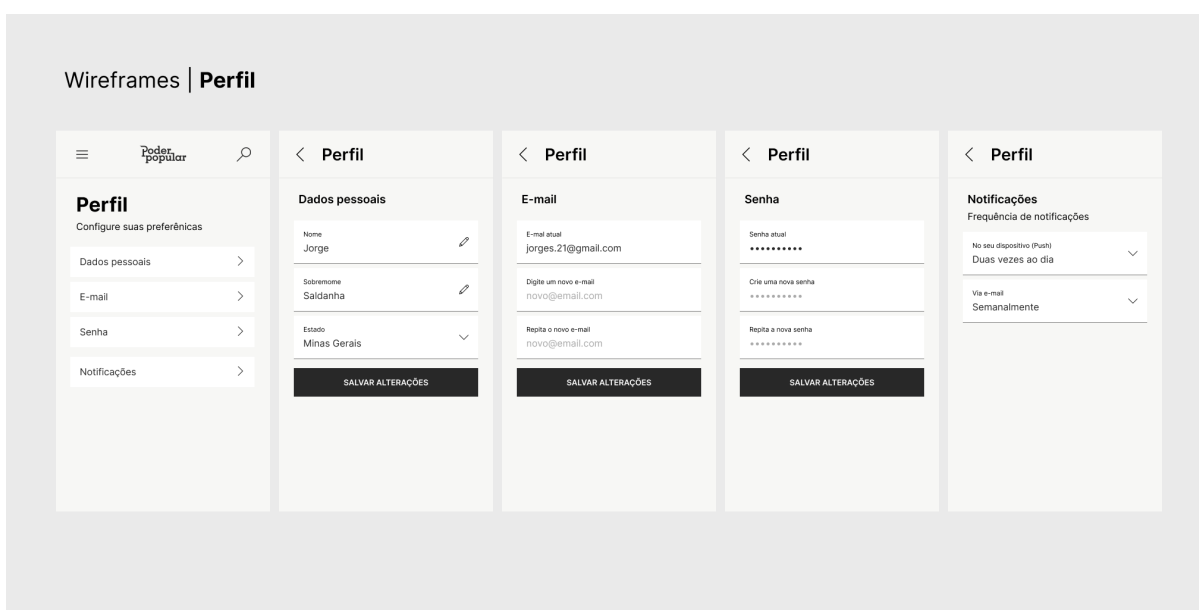 Wireframes | Perfil
Poder
popular
Perfil
Configure suas preferênicas
Dados pessoais
E-mail
Senha
Notificações
Perfil
Dados pessoais
Nome
Jorge
Sobremome
Saldanha
Estado
Minas Gerais
SALVAR ALTERAÇÕES
Perfil
E-mail
E-mal atual
jorges.21@gmail.com
Digite um novo e-mail
novo@email.com
Repita o novo e-mail
novo@email.com
SALVAR ALTERAÇÕES
Perfil
Senha
Senha atual
••••••••••
Crie uma nova senha
••••••••••
Repita a nova senha
••••••••••
SALVAR ALTERAÇÕES
Perfil
Notificações
Frequência de notificações
No seu dispositivo (Push)
Duas vezes ao dia
Via e-mail
Semanalmente